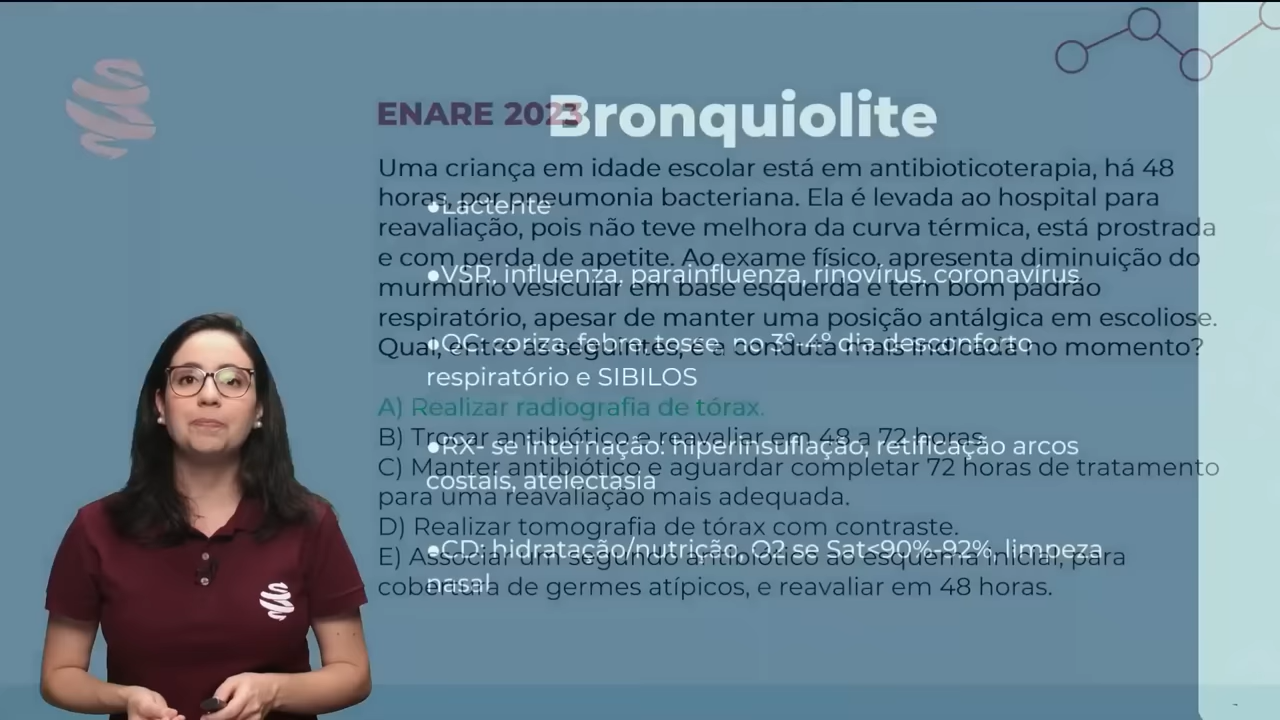 ENARE 2023
Bronquiolite
Uma criança em idade escolar está em antibioticoterapia, há 48
horas, por pneumonia bacteriana. Ela é levada ao hospital para
reavaliação, pois não teve melhora da curva térmica, está prostrada
e com perda de apetite. Ao exame físico, apresenta diminuição do
murmúrio vesicular em base esquerda e tem bom padrão
respiratório, apesar de manter uma posição antálgica em escoliose.
Qual, entre as seguintes, é a conduta mais indicada no momento?
A) Realizar radiografia de tórax.
B) Trocar antibiótico e reavaliar em 48 a 72 horas.
C) Manter antibiótico e aguardar completar 72 horas de tratamento
para uma reavaliação mais adequada.
D) Realizar tomografia de tórax com contraste.
E) Associar um segundo antibiótico ao esquema inicial, para
cobertura de germes atípicos, e reavaliar em 48 horas.
●Lactente
●VSR, influenza, parainfluenza, rinovírus, coronavírus
●QC: coriza, febre, tosse, no 3º-4º dia desconforto
respiratório e SIBILOS
●RX- se internação: hiperinsuflação, retificação arcos
costais, atelectasia
●CD: hidratação/nutrição, O2 se Sat<90%-92%, limpeza
nasal